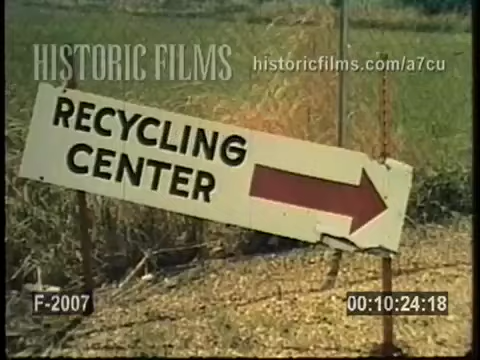 HISTORIC FILMS
historicfilms.com/a7cu
RECYCLING
CENTER
F-2007
00:10:24:18